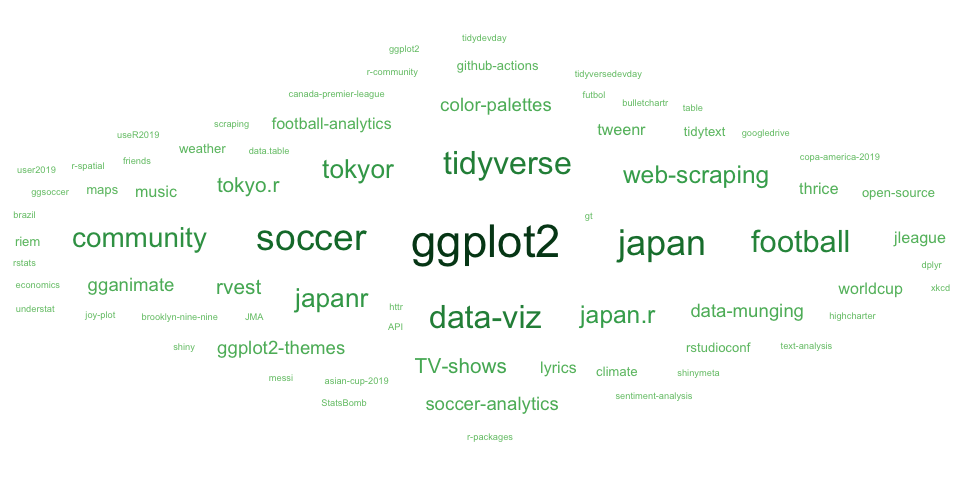 tidydevday
ggplot2
r-community
github-actions
tidyversedevday
canada-premier-league
color-palettes
futbol
bulletchartr
table
scraping
football-analytics
tweenr
tidytext
googledrive
useR2019
weather
data.table
friends
r-spatial
user2019
tokyor
tidyverse
web-scraping
copa-america-2019
ggsoccer
maps
music
tokyo.r
thrice
open-source
brazil
gt
riem
community
soccer
ggplot2
japan
football
jleague
rstats
dplyr
economics
gganimate
rvest
japanr
worldcup
xkcd
understat
joy-plot
brooklyn-nine-nine
JMA
httr
API
data-viz
japan.r
data-munging
highcharter
shiny
ggplot2-themes
rstudioconf
text-analysis
messi
asian-cup-2019
TV-shows
lyrics
climate
shinymeta
StatsBomb
soccer-analytics
sentiment-analysis
r-packages